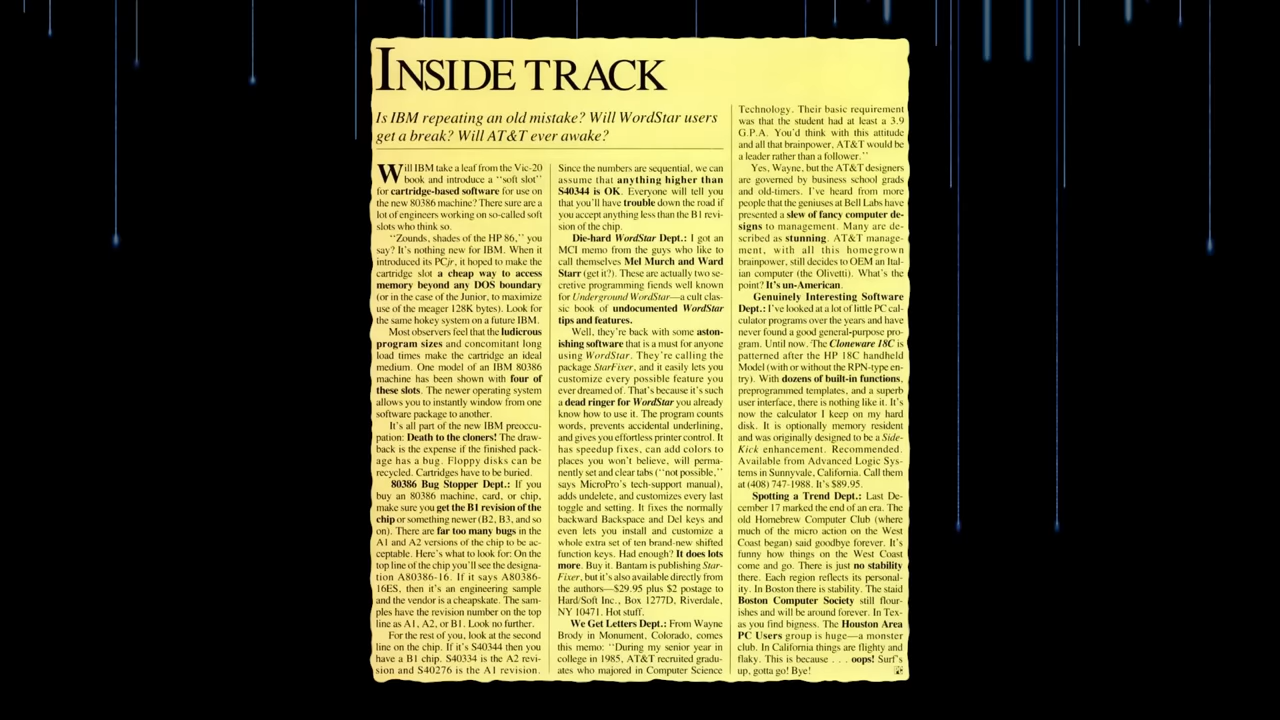 INSIDE TRACK
Is IBM repeating an old mistake? Will WordStar users
get a break? Will AT&T ever awake?
Will IBM take a leaf from the Vic-20
book and introduce a “soft slot”
for cartridge-based software for use on
the new 80386 machine? There sure are a
lot of engineers working on so-called soft
slots who think so.
“Zounds, shades of the HP 86,” you
say? It's nothing new for IBM. When it
introduced its PCjr, it hoped to make the
cartridge slot a cheap way to access
memory beyond any DOS boundary
(or in the case of the Junior, to maximize
use of the meager 128K bytes). Look for
the same hokey system on a future IBM.
Most observers feel that the ludicrous
program sizes and concomitant long
load times make the cartridge an ideal
medium. One model of an IBM 80386
machine has been shown with four of
these slots. The newer operating system
allows you to instantly window from one
software package to another.
It's all part of the new IBM preoccu-
pation: Death to the cloners! The draw-
back is the expense if the finished pack-
age has a bug. Floppy disks can be
recycled. Cartridges have to be buried.
80386 Bug Stopper Dept.: If you
buy an 80386 machine, card, or chip,
make sure you get the B1 revision of the
chip or something newer (B2, B3, and so
on). There are far too many bugs in the
A1 and A2 versions of the chip to be ac-
ceptable. Here's what to look for: On the
top line of the chip you'll see the designa-
tion A80386-16. If it says A80386-
16ES, then it's an engineering sample
and the vendor is a cheapskate. The sam-
ples have the revision number on the top
line as A1, A2, or B1. Look no further.
For the rest of you, look at the second
line on the chip. If it's S40344 then you
have a B1 chip. S40334 is the A2 revi-
sion and S40276 is the A1 revision.
Since the numbers are sequential, we can
assume that anything higher than
S40344 is OK. Everyone will tell you
that you'll have trouble down the road if
you accept anything less than the B1 revi-
sion of the chip.
Die-hard WordStar Dept.: I got an
MCI memo from the guys who like to
call themselves Mel Murch and Ward
Starr (get it?). These are actually two se-
cretive programming fiends well known
for Underground WordStar—a cult clas-
sic book of undocumented WordStar
tips and features.
Well, they're back with some aston-
ishing software that is a must for anyone
using WordStar. They're calling the
package StarFixer, and it easily lets you
customize every possible feature you
ever dreamed of. That's because it's such
a dead ringer for WordStar you already
know how to use it. The program counts
words, prevents accidental underlining,
and gives you effortless printer control. It
has speedup fixes, can add colors to
places you won't believe, will perma-
nently set and clear tabs (“not possible,”
says MicroPro's tech-support manual),
adds undelete, and customizes every last
toggle and setting. It fixes the normally
backward Backspace and Del keys and
even lets you install and customize a
whole extra set of ten brand-new shifted
function keys. Had enough? It does lots
more. Buy it. Bantam is publishing Star-
Fixer, but it's also available directly from
the authors—$29.95 plus $2 postage to
Hard/Soft Inc., Box 1277D, Riverdale,
NY 10471. Hot stuff.
We Get Letters Dept.: From Wayne
Brody in Monument, Colorado, comes
this memo: “During my senior year in
college in 1985, AT&T recruited gradu-
ates who majored in Computer Science
Technology. Their basic requirement
was that the student had at least a 3.9
G.P.A. You'd think with this attitude
and all that brainpower, AT&T would be
a leader rather than a follower.”
Yes, Wayne, but the AT&T designers
are governed by business school grads
and old-timers. I've heard from more
people that the geniuses at Bell Labs have
presented a slew of fancy computer de-
signs to management. Many are de-
scribed as stunning. AT&T manage-
ment, with all this homegrown
brainpower, still decides to OEM an Ital-
ian computer (the Olivetti). What's the
point? It's un-American.
Genuinely Interesting Software
Dept.: I've looked at a lot of little PC cal-
culator programs over the years and have
never found a good general-purpose pro-
gram. Until now. The Cloneware 18C is
patterned after the HP 18C handheld
Model (with or without the RPN-type en-
try). With dozens of built-in functions,
preprogrammed templates, and a superb
user interface, there is nothing like it. It's
now the calculator I keep on my hard
disk. It is optionally memory resident
and was originally designed to be a Side-
Kick enhancement. Recommended.
Available from Advanced Logic Sys-
tems in Sunnyvale, California. Call them
at (408) 747-1988. It's $89.95.
Spotting a Trend Dept.: Last De-
cember 17 marked the end of an era. The
old Homebrew Computer Club (where
much of the micro action on the West
Coast began) said goodbye forever. It's
funny how things on the West Coast
come and go. There is just no stability
there. Each region reflects its personal-
ity. In Boston there is stability. The staid
Boston Computer Society still flour-
ishes and will be around forever. In Tex-
as you find bigness. The Houston Area
PC Users group is huge—a monster
club. In California things are flighty and
flaky. This is because . . . oops! Surf's
up, gotta go! Bye!